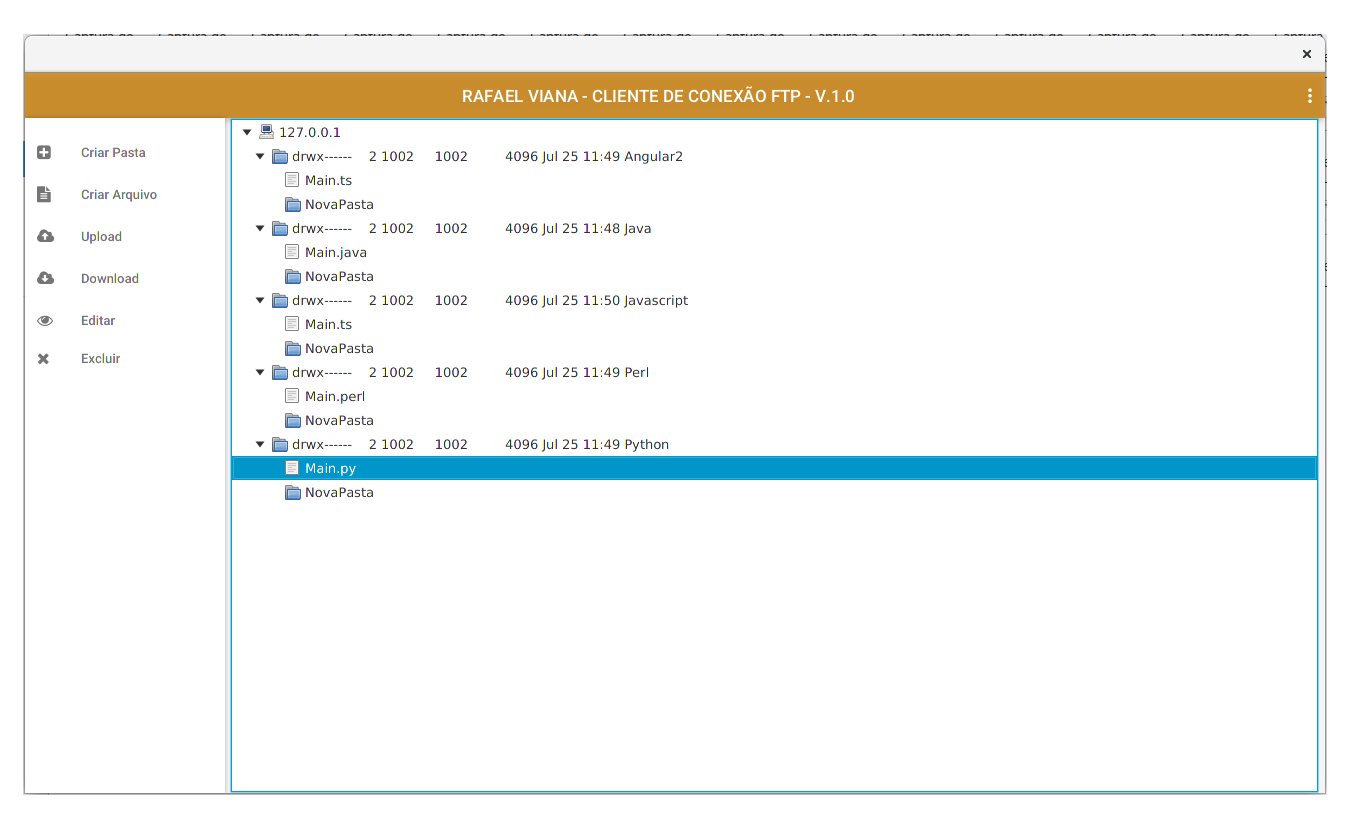 RAFAEL VIANA - CLIENTE DE CONEXÃO FTP - V.1.0
Criar Pasta
Criar Arquivo
Upload
Download
Editar
Excluir
127.0.0.1
drwx------ 2 1002 1002 4096 Jul 25 11:49 Angular2
Main.ts
NovaPasta
drwx------ 2 1002 1002 4096 Jul 25 11:48 Java
Main.java
NovaPasta
drwx------ 2 1002 1002 4096 Jul 25 11:50 Javascript
Main.ts
NovaPasta
drwx------ 2 1002 1002 4096 Jul 25 11:49 Perl
Main.perl
NovaPasta
drwx------ 2 1002 1002 4096 Jul 25 11:49 Python
Main.py
NovaPasta